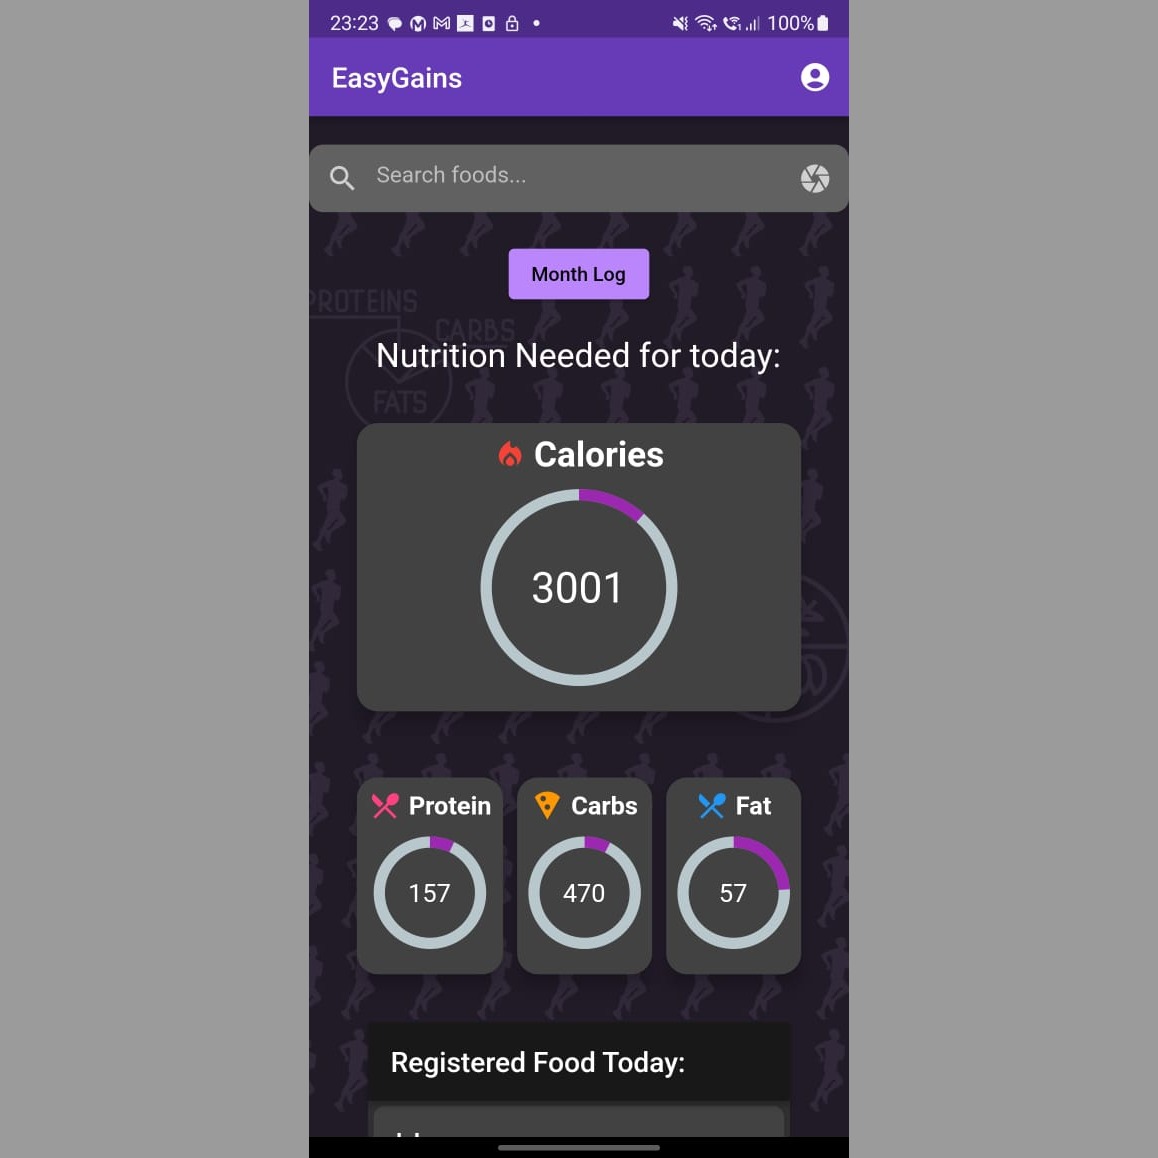 23:23 100%
EasyGains
Search foods...
Month Log
PROTEINS
CARBS
Nutrition Needed for today:
FATS
Calories
3001
Protein Carbs Fat
157 470 57
Registered Food Today: